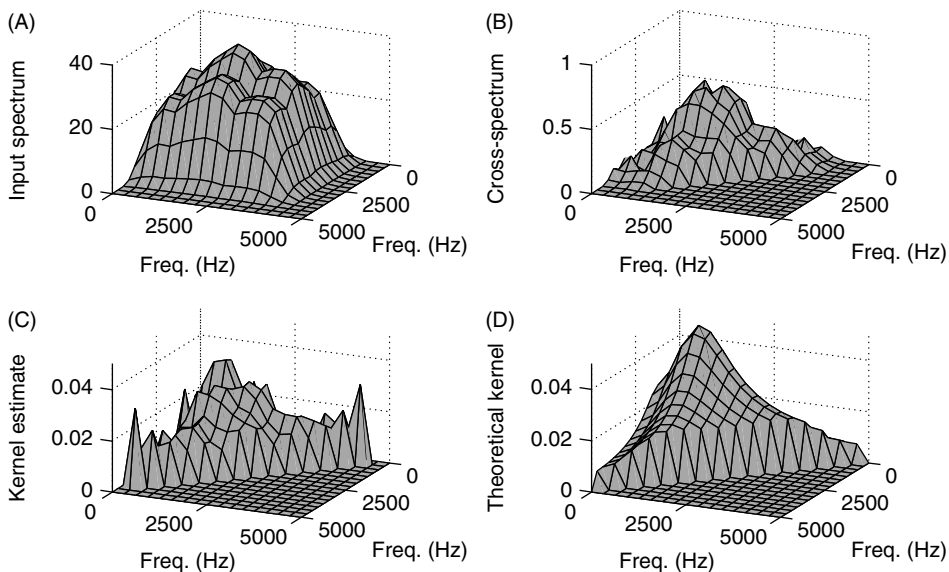 (A)
Input spectrum
40
20
0
0
2500
5000
Freq. (Hz)
5000
2500
0
Freq. (Hz)
(B)
Cross-spectrum
1
0.5
0
0
2500
5000
Freq. (Hz)
5000
2500
0
Freq. (Hz)
(C)
Kernel estimate
0.04
0.02
0
0
2500
5000
Freq. (Hz)
5000
2500
0
Freq. (Hz)
(D)
Theoretical kernel
0.04
0.02
0
0
2500
5000
Freq. (Hz)
5000
2500
0
Freq. (Hz)